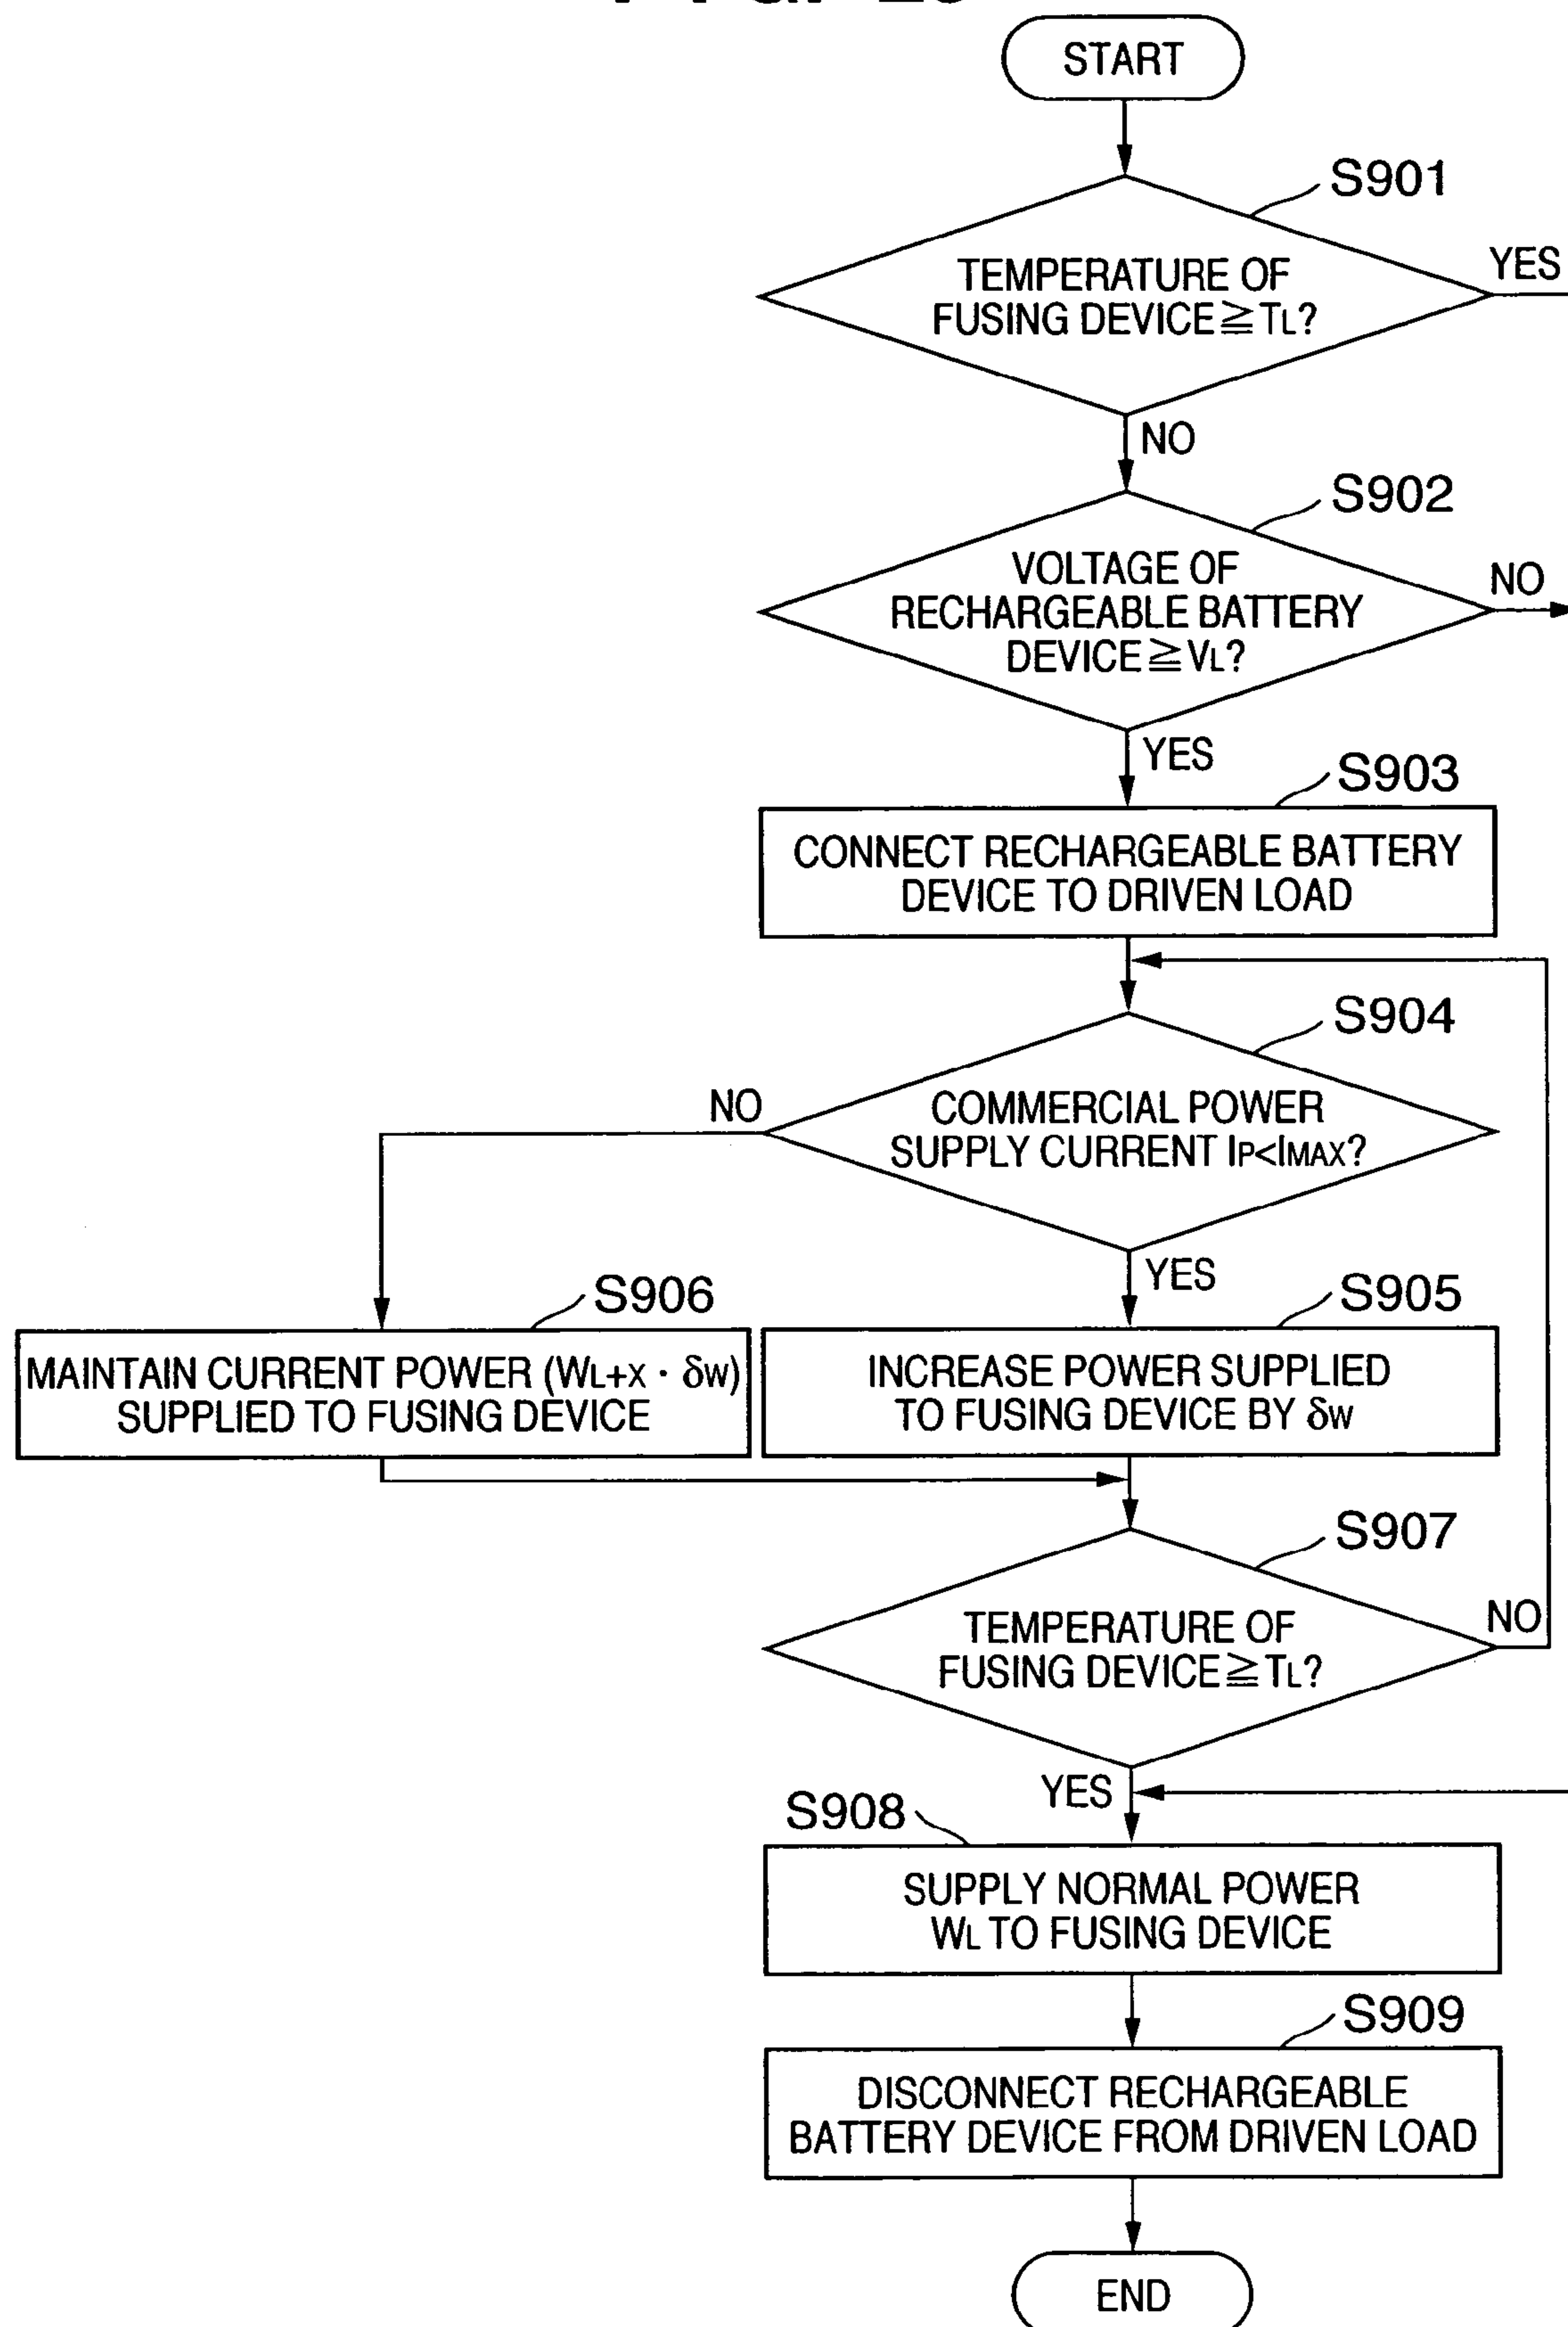 START
S901
TEMPERATURE OF
FUSING DEVICE≧TL?
YES
NO
S902
VOLTAGE OF
RECHARGEABLE BATTERY
DEVICE≧VL?
NO
YES
S903
CONNECT RECHARGEABLE BATTERY
DEVICE TO DRIVEN LOAD
S904
COMMERCIAL POWER
SUPPLY CURRENT IP<IMAX?
NO
YES
S906
MAINTAIN CURRENT POWER (WL+X · δW)
SUPPLIED TO FUSING DEVICE
S905
INCREASE POWER SUPPLIED
TO FUSING DEVICE BY δW
S907
TEMPERATURE OF
FUSING DEVICE≧TL?
NO
YES
S908
SUPPLY NORMAL POWER
WL TO FUSING DEVICE
S909
DISCONNECT RECHARGEABLE
BATTERY DEVICE FROM DRIVEN LOAD
END